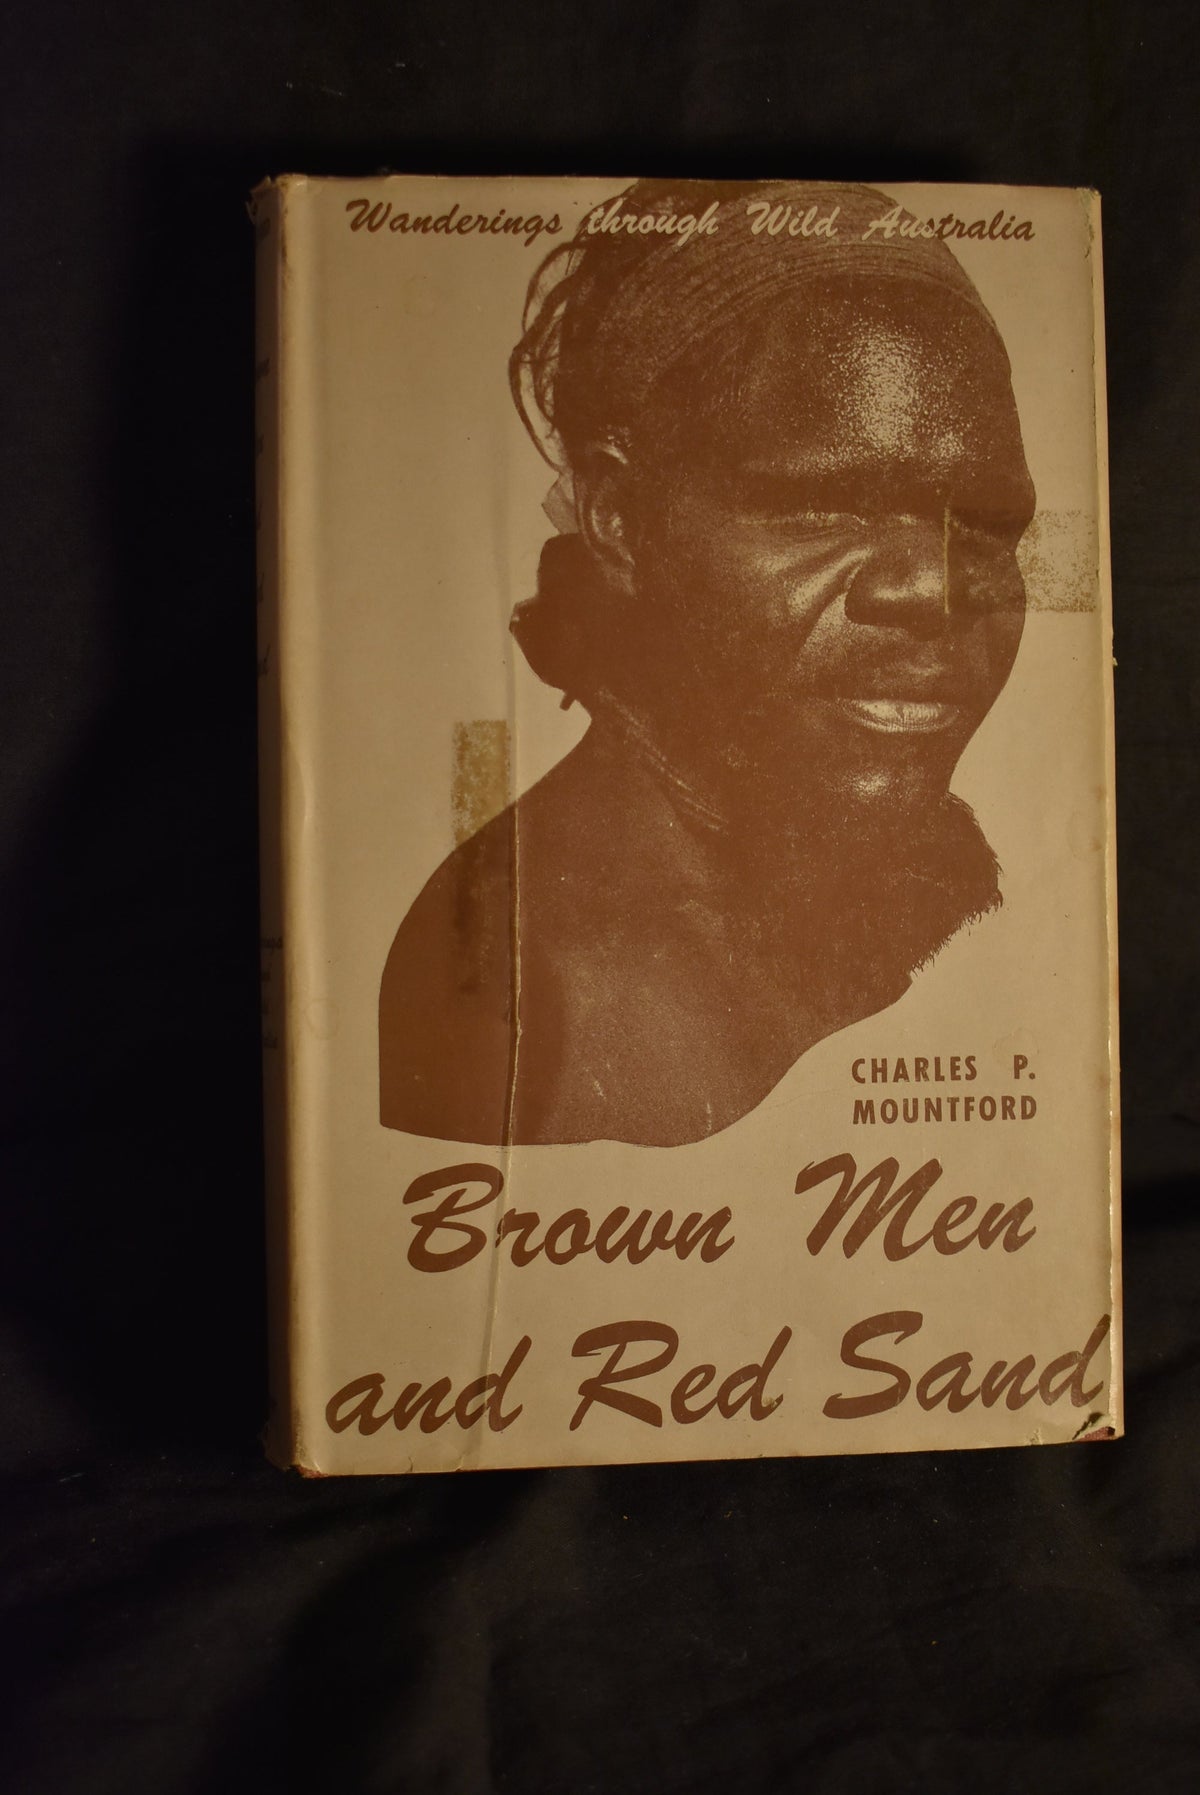 Wanderings through Wild Australia
CHARLES P.
MOUNTFORD
Brown Men
and Red Sand